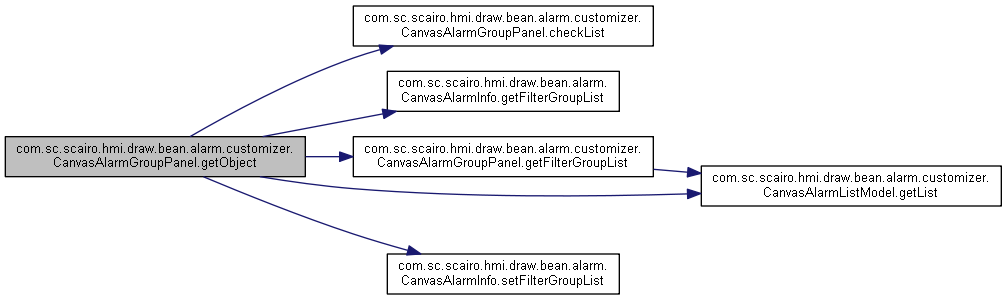 com.sc.scairo.hmi.draw.bean.alarm.customizer.
CanvasAlarmGroupPanel.checkList
com.sc.scairo.hmi.draw.bean.alarm.
CanvasAlarmInfo.getFilterGroupList
com.sc.scairo.hmi.draw.bean.alarm.customizer.
CanvasAlarmGroupPanel.getObject
com.sc.scairo.hmi.draw.bean.alarm.customizer.
CanvasAlarmGroupPanel.getFilterGroupList
com.sc.scairo.hmi.draw.bean.alarm.customizer.
CanvasAlarmListModel.getList
com.sc.scairo.hmi.draw.bean.alarm.
CanvasAlarmInfo.setFilterGroupList